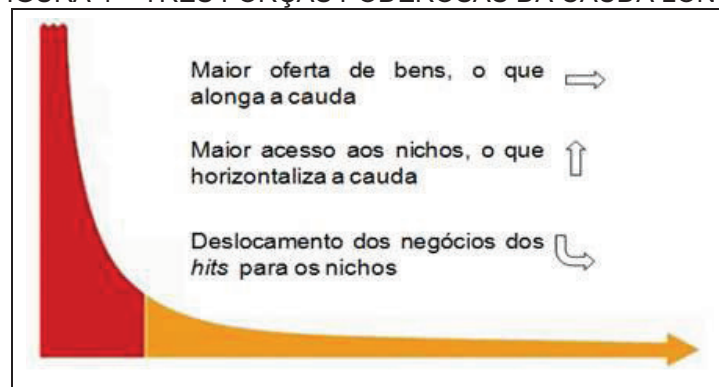 Maior oferta de bens, o que
alonga a cauda
Maior acesso aos nichos, o que
horizontaliza a cauda
Deslocamento dos negócios dos
hits para os nichos